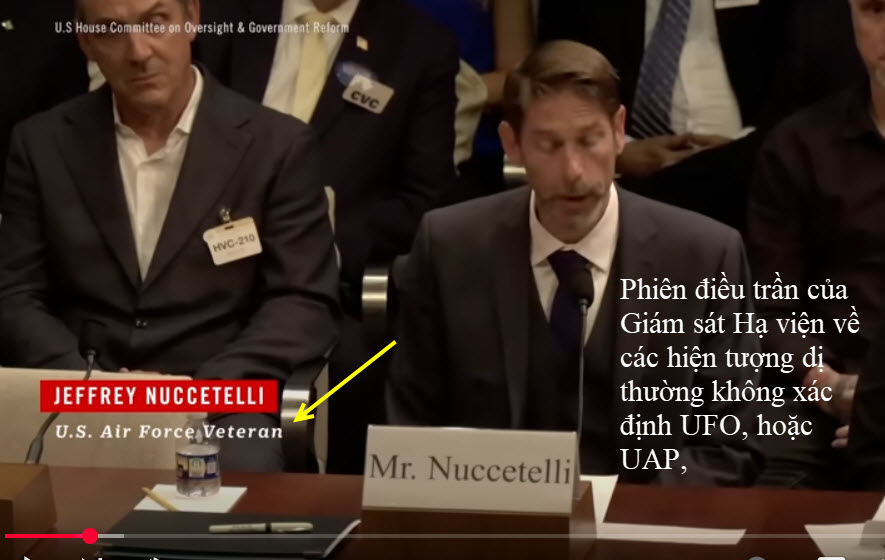 U.S House Committee on Oversight & Government Reform
CVC
HVC-210
Phiên điều trần của
Giám sát Hạ viện về
các hiện tượng dị
thường không xác
định UFO, hoặc
UAP,
JEFFREY NUCCETELLI
U.S. Air Force Veteran
Mr. Nuccetelli